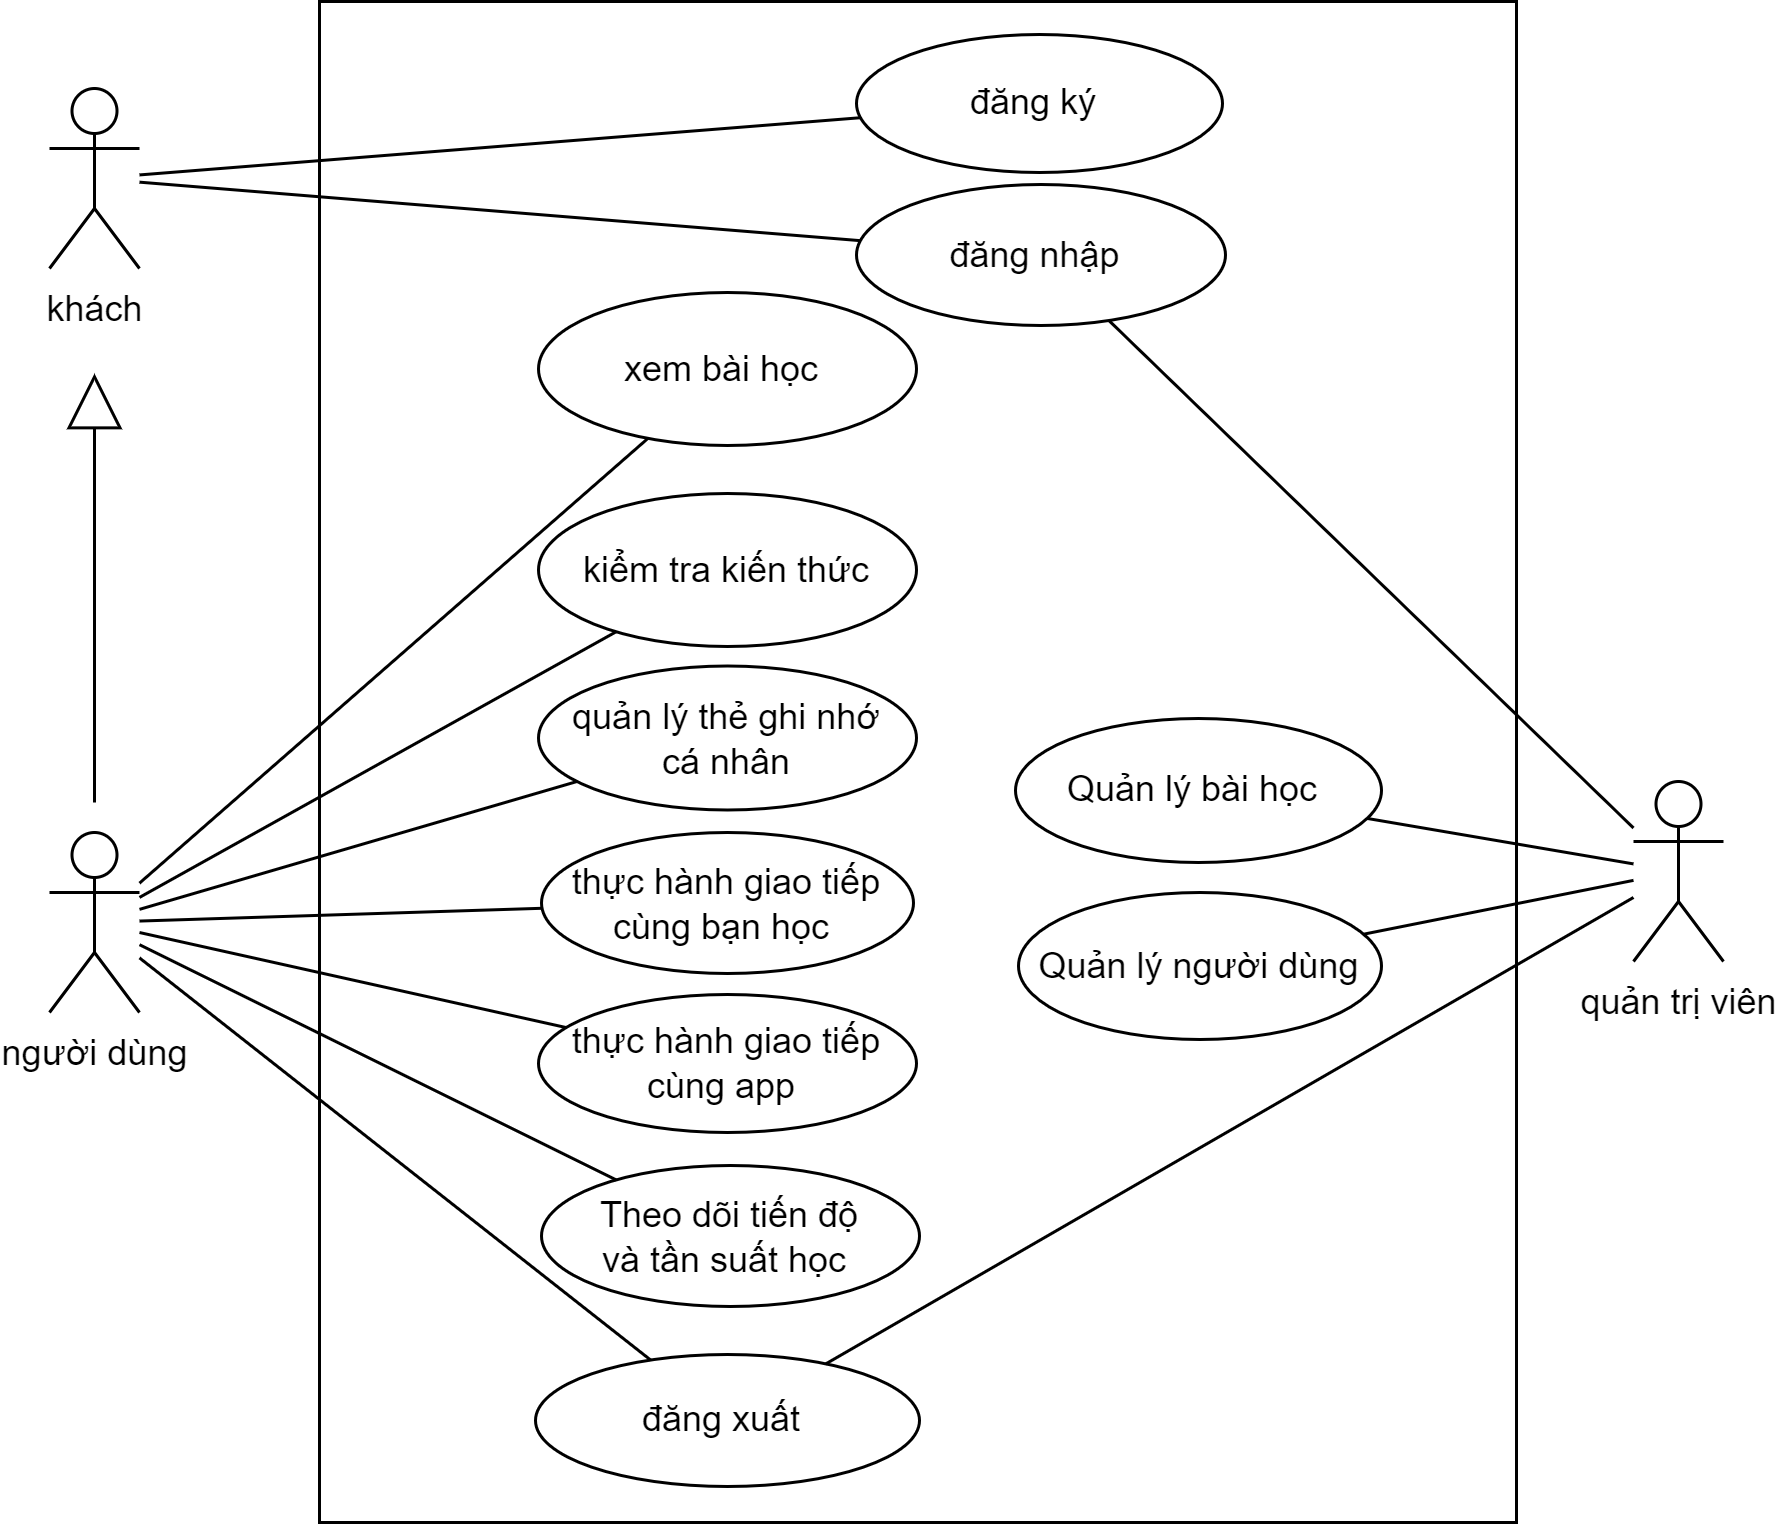 đăng ký
đăng nhập
khách
xem bài học
kiểm tra kiến thức
quản lý thẻ ghi nhớ
cá nhân
Quản lý bài học
thực hành giao tiếp
cùng bạn học
Quản lý người dùng
quản trị viên
người dùng
thực hành giao tiếp
cùng app
Theo dõi tiến độ
và tần suất học
đăng xuất